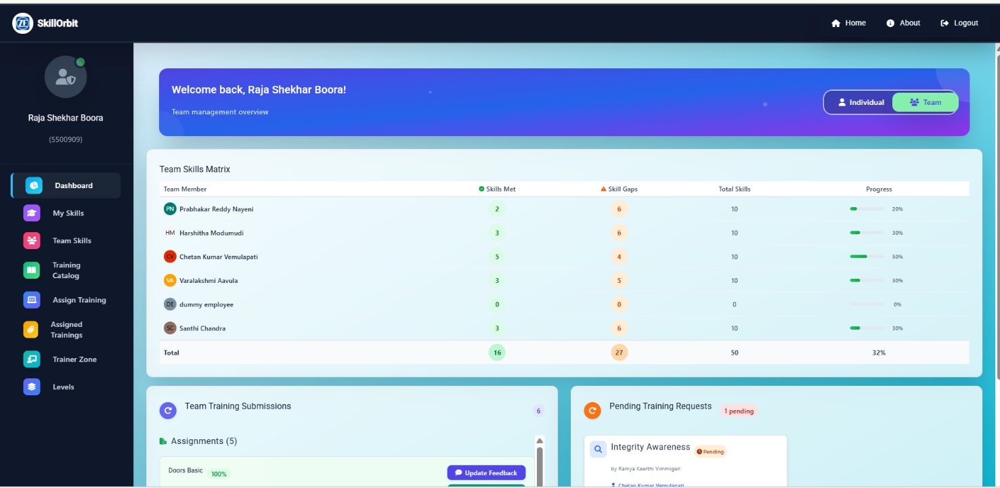 ZF SkillOrbit
Home About Logout
Raja Shekhar Boora
(5500909)
Dashboard
My Skills
Team Skills
Training
Catalog
Assign Training
Assigned
Trainings
Trainer Zone
Levels
Welcome back, Raja Shekhar Boora!
Team management overview
Individual Team
Team Skills Matrix
Team Member Skills Met Skill Gaps Total Skills Progress
PN Prabhakar Reddy Nayeni 2 6 10 20%
HM Harshitha Modumudi 3 6 10 30%
CV Chetan Kumar Vemulapati 5 4 10 50%
VA Varalakshmi Aavula 3 5 10 30%
DE dummy employee 0 0 0 0%
SC Santhi Chandra 3 6 10 30%
Total 16 27 50 32%
Team Training Submissions 6
Assignments (5)
Doors Basic 100% Update Feedback
Pending Training Requests 1 pending
Integrity Awareness Pending
by Ramya Keerthi Vimmigari
Chetan Kumar Vemulapati